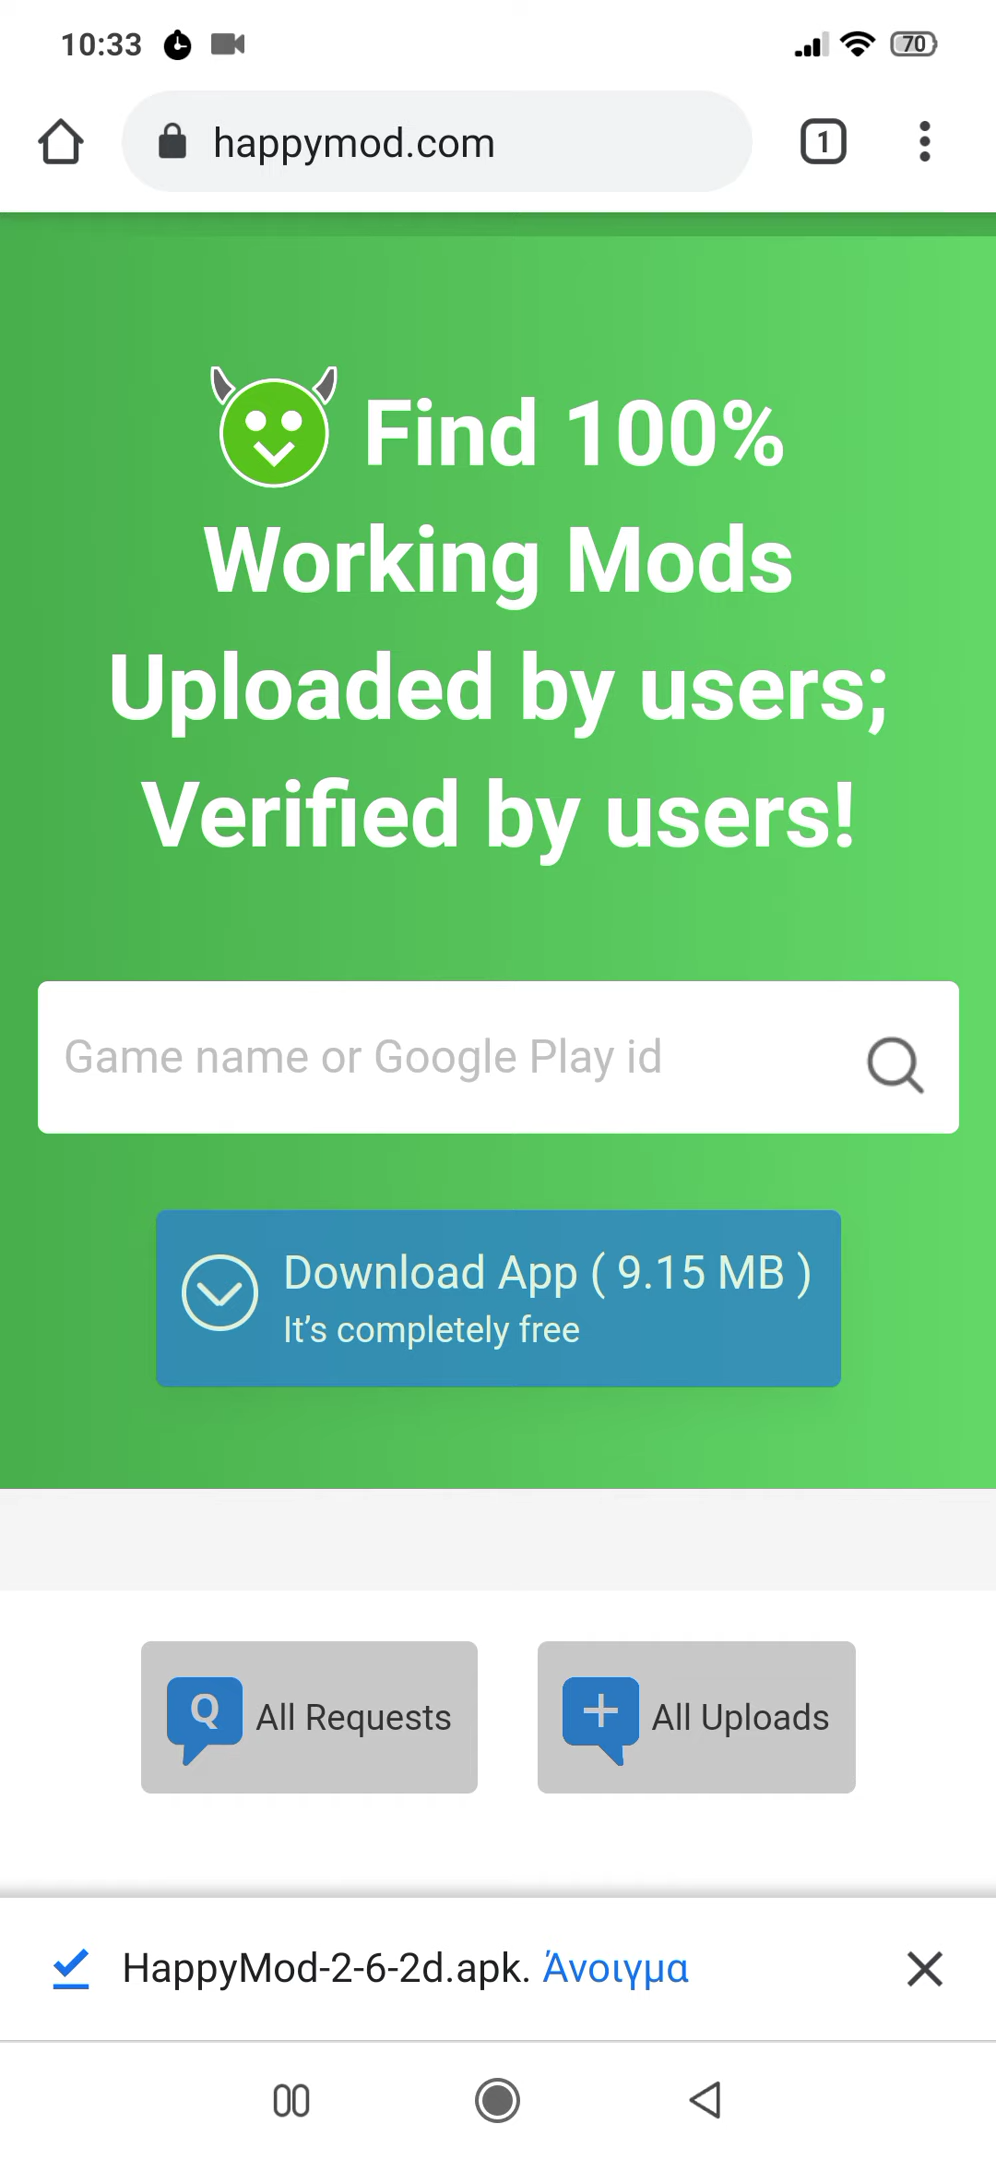 10:33
70
happymod.com
1
Find 100%
Working Mods
Uploaded by users;
Verified by users!
Game name or Google Play id
Download App ( 9.15 MB )
It’s completely free
Q All Requests
All Uploads
HappyMod-2-6-2d.apk. Άνοιγμα